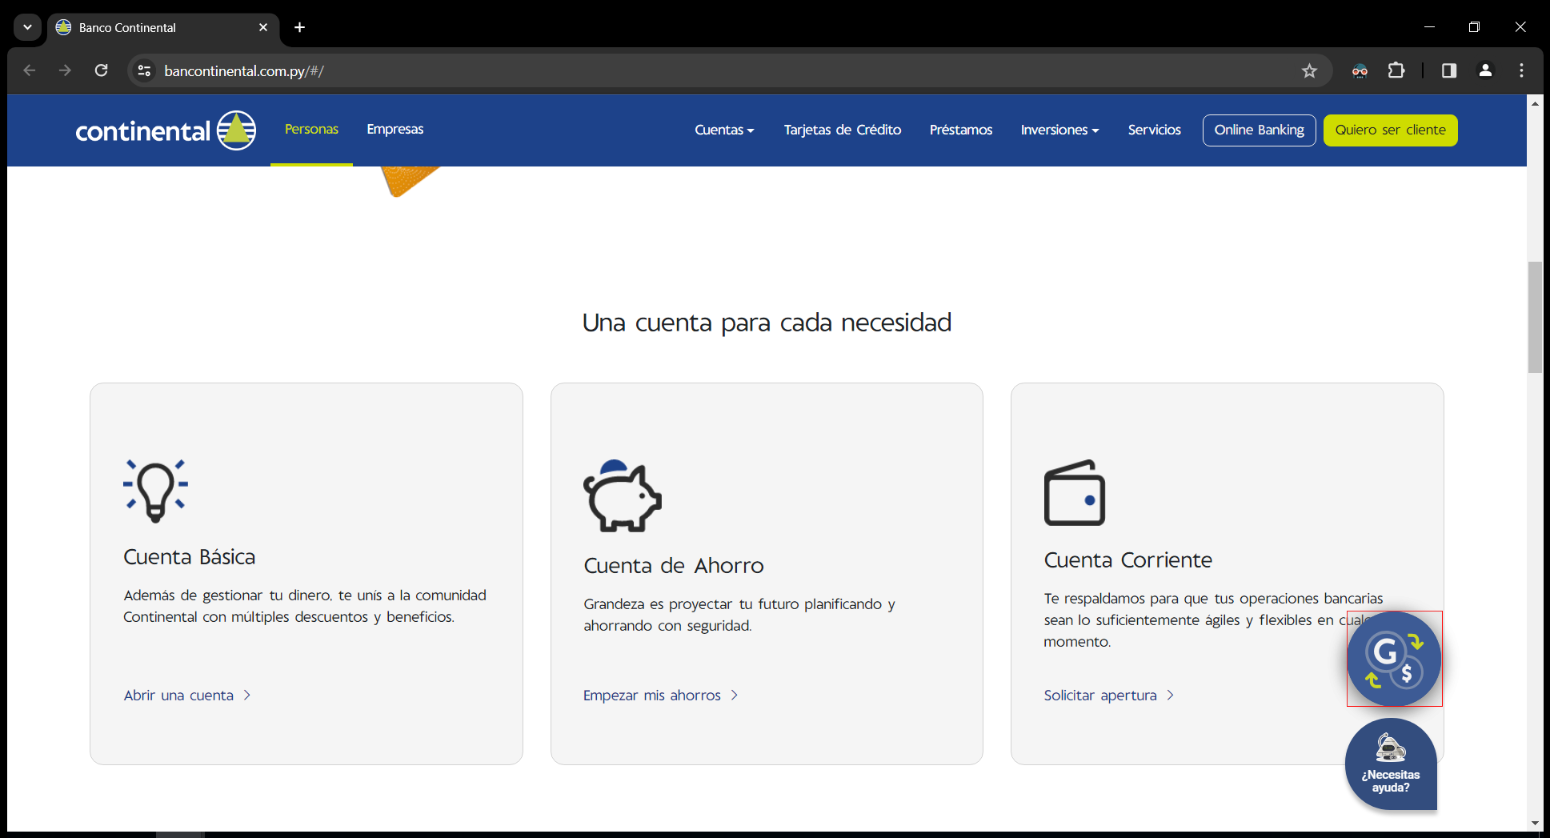 Banco Continental
bancontinental.com.py/#/
continental
Personas
Empresas
Cuentas
Tarjetas de Crédito
Préstamos
Inversiones
Servicios
Online Banking
Quiero ser cliente
Una cuenta para cada necesidad
Cuenta Básica
Además de gestionar tu dinero, te unís a la comunidad
Continental con múltiples descuentos y beneficios.
Abrir una cuenta
Cuenta de Ahorro
Grandeza es proyectar tu futuro planificando y
ahorrando con seguridad.
Empezar mis ahorros
Cuenta Corriente
Te respaldamos para que tus operaciones bancarias
sean lo suficientemente ágiles y flexibles en
momento.
Solicitar apertura
G
$
¿Necesitas
ayuda?